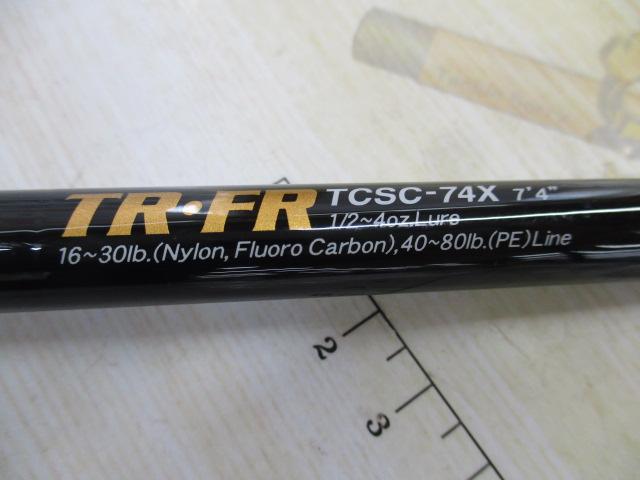 TR・FR TCSC-74X 7'4"
1/2~4oz.Lure
16~30lb.(Nylon, Fluoro Carbon), 40~80lb.(PE)Line
2
3